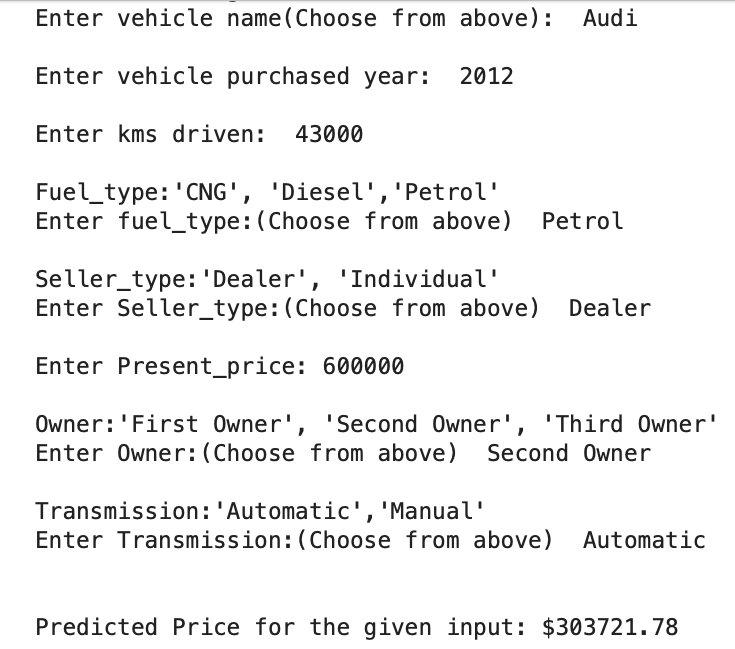 Enter vehicle name(Choose from above):  Audi
Enter vehicle purchased year:  2012
Enter kms driven:  43000
Fuel_type:'CNG', 'Diesel','Petrol'
Enter fuel_type:(Choose from above)  Petrol
Seller_type:'Dealer', 'Individual'
Enter Seller_type:(Choose from above)  Dealer
Enter Present_price: 600000
Owner:'First Owner', 'Second Owner', 'Third Owner'
Enter Owner:(Choose from above)  Second Owner
Transmission:'Automatic','Manual'
Enter Transmission:(Choose from above)  Automatic
Predicted Price for the given input: $303721.78